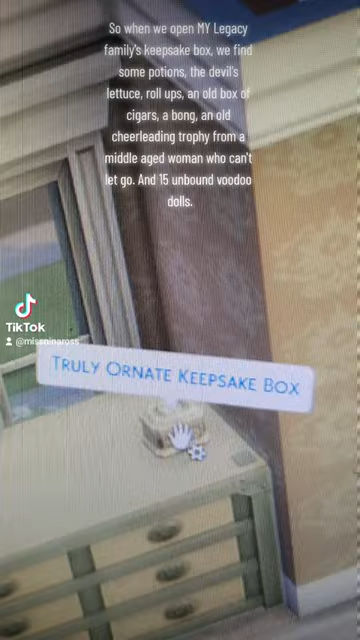 So when we open MY Legacy
family's keepsake box, we find
some potions, the devil's
lettuce, roll ups, an old box of
cigars, a bong, an old
cheerleading trophy from a
middle aged woman who can't
let go. And 15 unbound voodoo
dolls.
TikTok
@missninaross
TRULY ORNATE KEEPSAKE BOX